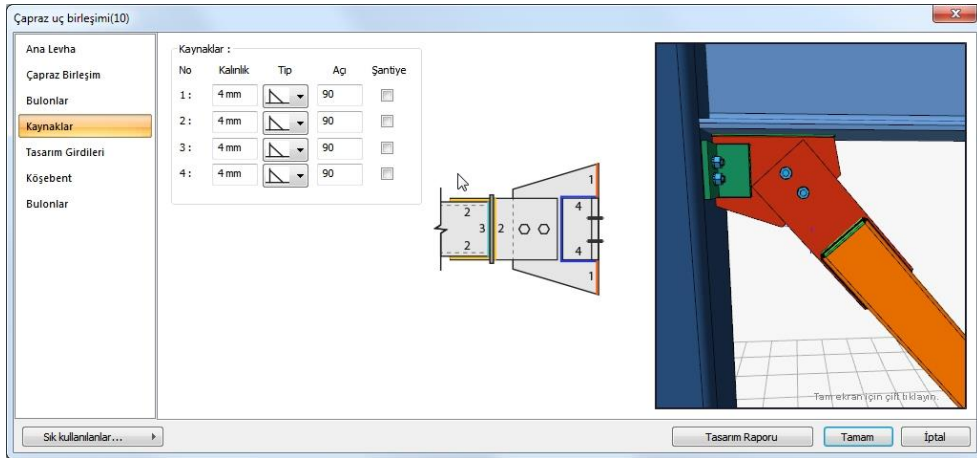 Çapraz uç birleşimi(10)
Ana Levha
Çapraz Birleşim
Bulonlar
Kaynaklar
Tasarım Girdileri
Köşebent
Bulonlar
Kaynaklar :
No Kalınlık Tip Açı Şantiye
1 : 4 mm 90
2 : 4 mm 90
3 : 4 mm 90
4 : 4 mm 90
1
2 4
3 2
2 4
1
Tam ekran için çift tıklayın.
Sık kullanılanlar... Tasarım Raporu Tamam İptal